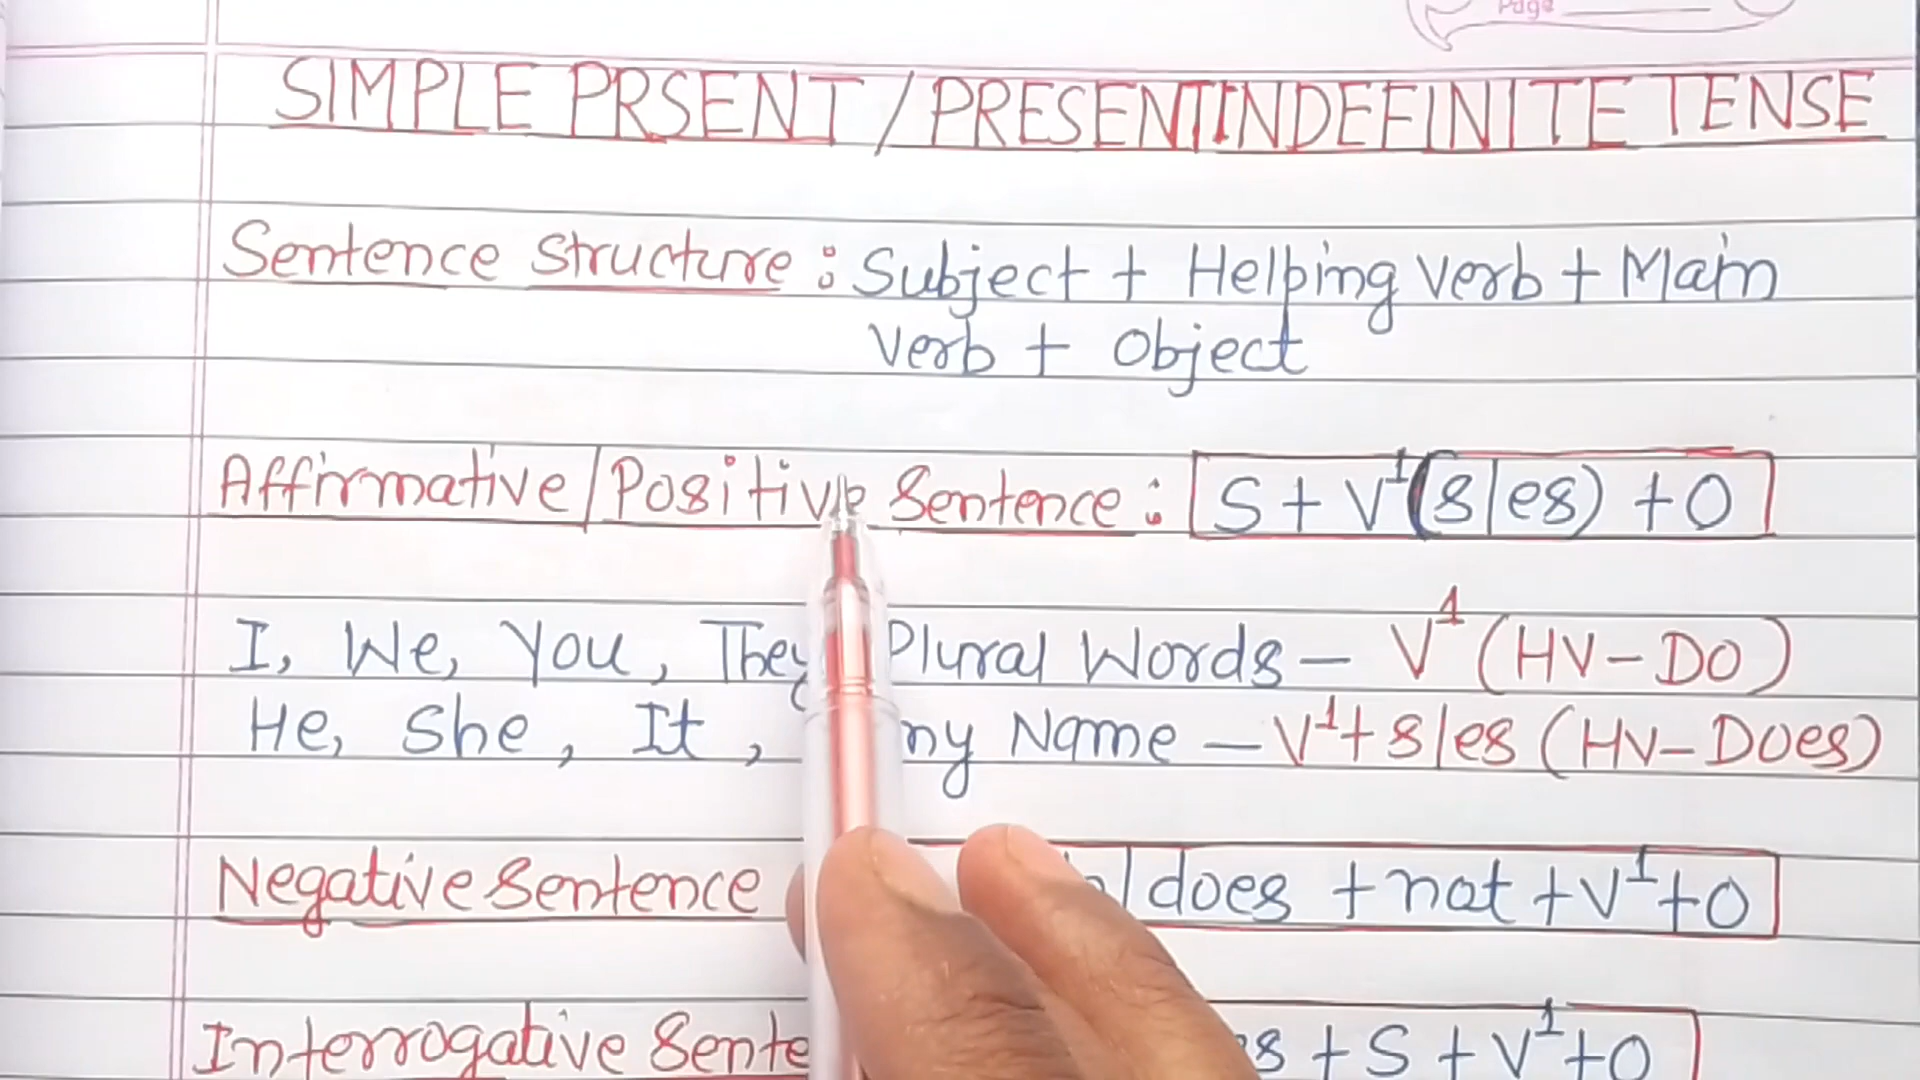 Page
SIMPLE PRSENT / PRESENT INDEFINITE TENSE
Sentence Structure : Subject + Helping Verb + Main
Verb + Object
Affirmative/Positive Sentence : S + V¹(s/es) + O
I, We, You, They Plural Words – V¹ (HV–DO)
He, She, It, Name – V¹+s/es (HV–Does)
Negative Sentence does + not + V¹+O
Interrogative + S + V¹+O